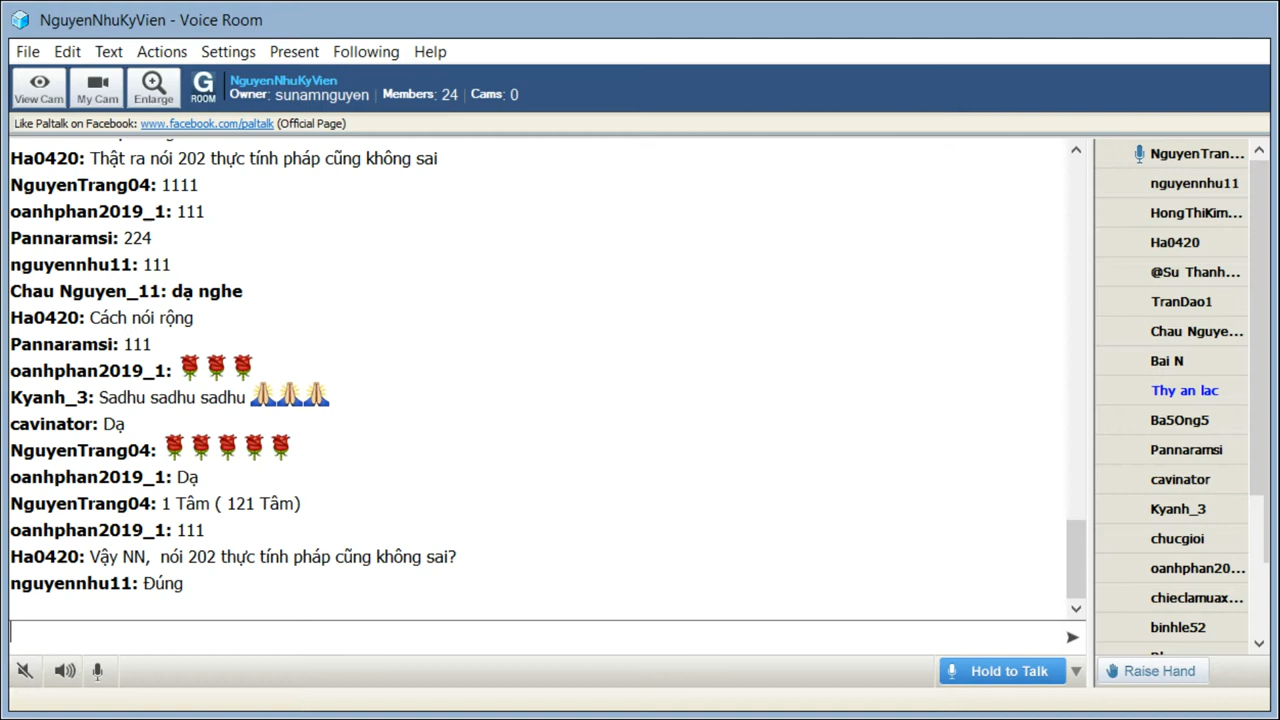 NguyenNhuKyVien - Voice Room
File Edit Text Actions Settings Present Following Help
View Cam My Cam Enlarge G ROOM
NguyenNhuKyVien
Owner: sunamnguyen Members: 24 Cams: 0
Like Paltalk on Facebook: www.facebook.com/paltalk (Official Page)
Ha0420: Thật ra nói 202 thực tính pháp cũng không sai
NguyenTrang04: 1111
oanhphan2019_1: 111
Pannaramsi: 224
nguyennhu11: 111
Chau Nguyen_11: dạ nghe
Ha0420: Cách nói rộng
Pannaramsi: 111
oanhphan2019_1:
Kyanh_3: Sadhu sadhu sadhu
cavinator: Dạ
NguyenTrang04:
oanhphan2019_1: Dạ
NguyenTrang04: 1 Tâm ( 121 Tâm)
oanhphan2019_1: 111
Ha0420: Vậy NN, nói 202 thực tính pháp cũng không sai?
nguyennhu11: Đúng
NguyenTran...
nguyennhu11
HongThiKim...
Ha0420
@Su Thanh...
TranDao1
Chau Nguye...
Bai N
Thy an lac
Ba5Ong5
Pannaramsi
cavinator
Kyanh_3
chucgioi
oanhphan20...
chieclamuax...
binhle52
Hold to Talk
Raise Hand